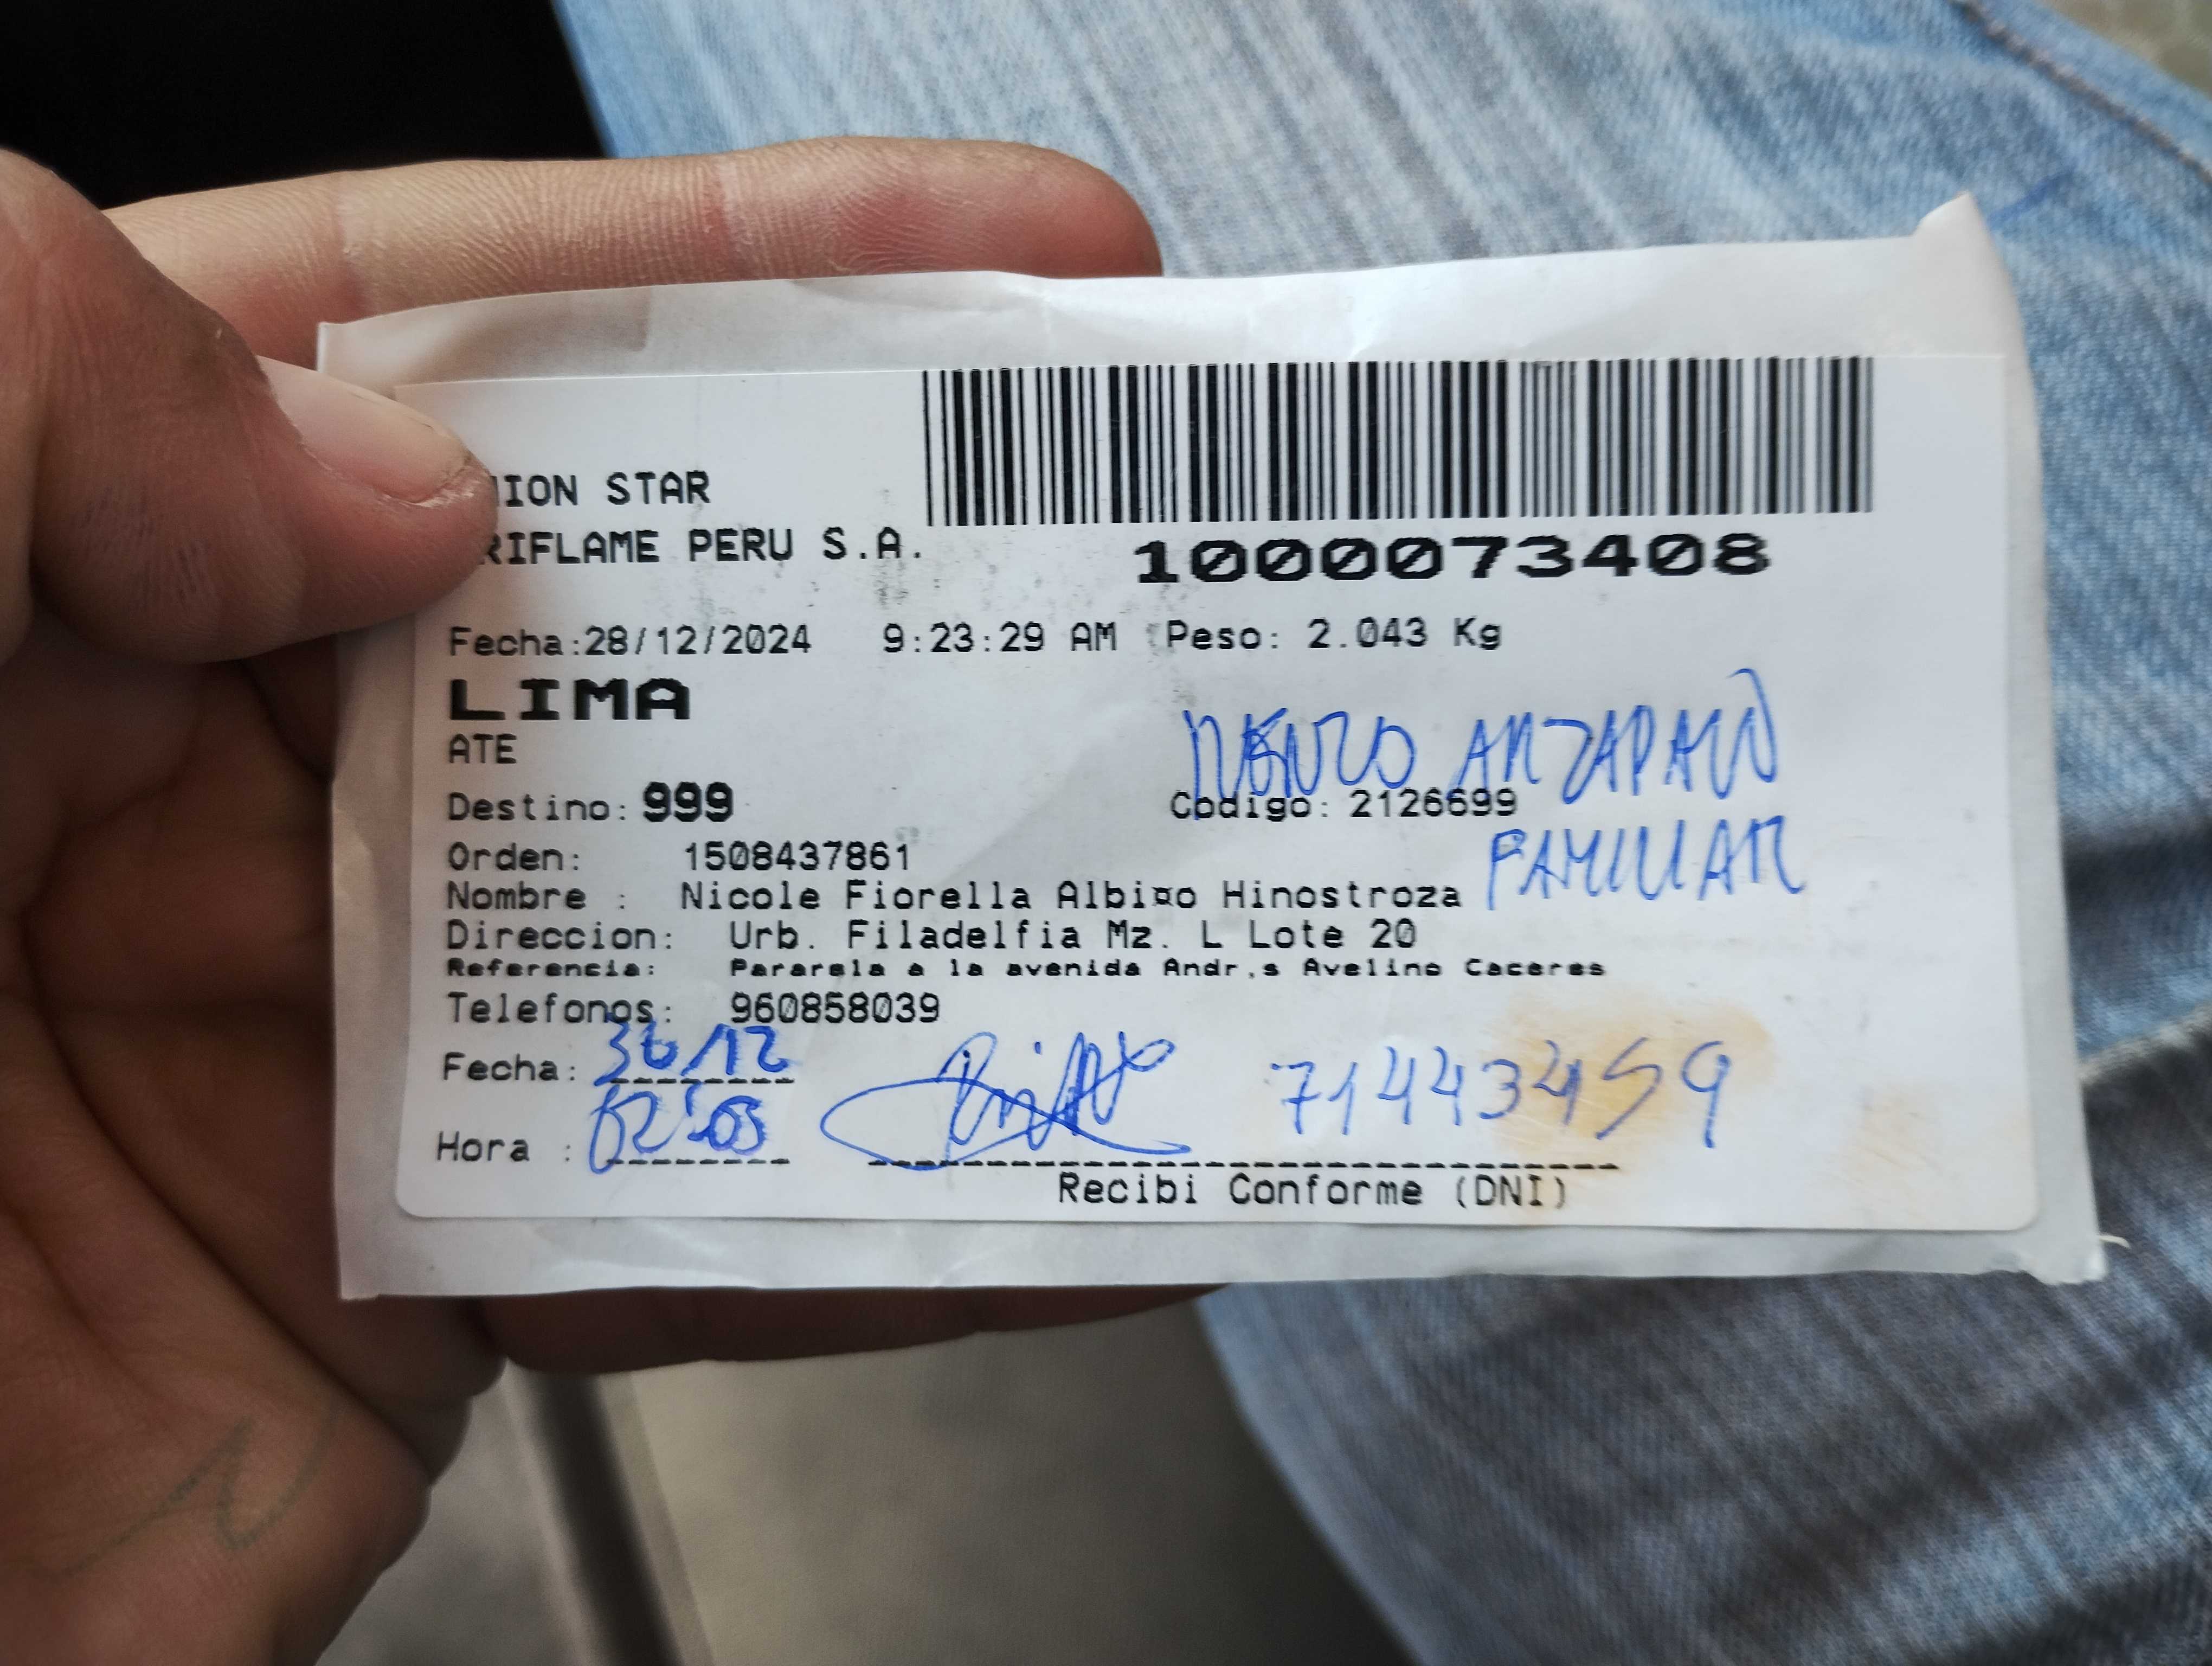 ION STAR
RIFLAME PERU S.A.
1000073408
Fecha:28/12/2024 9:23:29 AM Peso: 2.043 Kg
LIMA
ATE
Destino: 999 Codigo: 2126699
Orden: 1508437861
FAMILIAR
Nombre : Nicole Fiorella Albigo Hinostroza
Direccion: Urb. Filadelfia Mz. L Lote 20
Referencia: Pararela a la avenida Andr,s Avelino Caceres
Telefonos: 960858039
Fecha: 30/12
Hora : 71443459
Recibi Conforme (DNI)